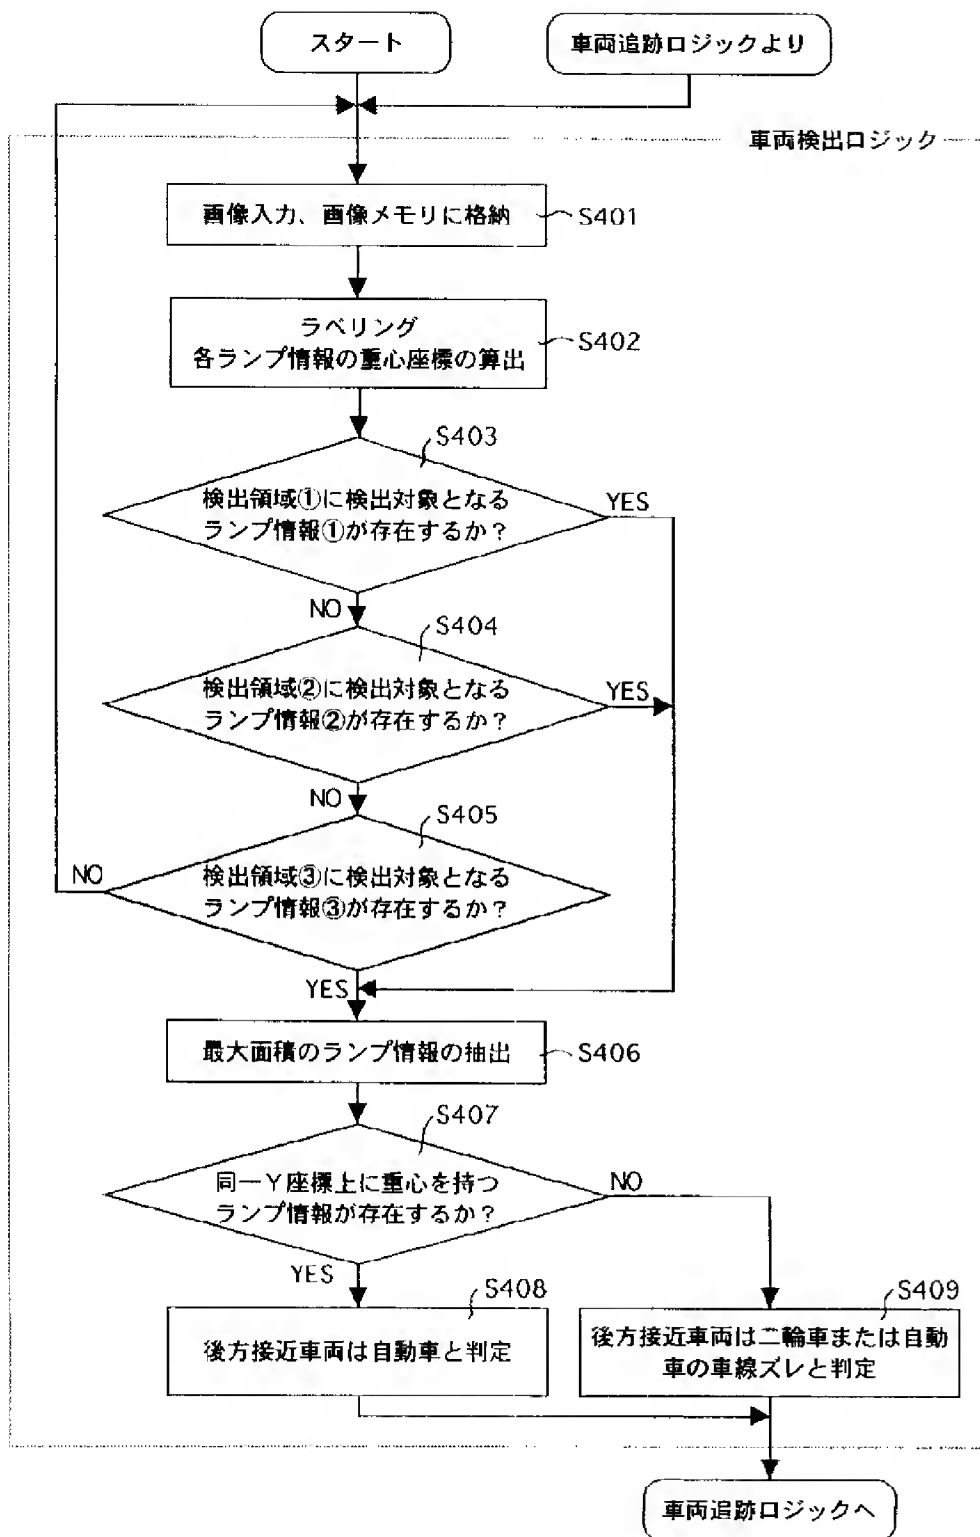 スタート
車両追跡ロジックより
車両検出ロジック
画像入力、画像メモリに格納
S401
ラベリング
各ランプ情報の重心座標の算出
S402
S403
検出領域①に検出対象となる
ランプ情報①が存在するか？
YES
NO
S404
検出領域②に検出対象となる
ランプ情報②が存在するか？
YES
NO
S405
検出領域③に検出対象となる
ランプ情報③が存在するか？
NO
YES
最大面積のランプ情報の抽出
S406
S407
同一Y座標上に重心を持つ
ランプ情報が存在するか？
NO
YES
S408
後方接近車両は自動車と判定
S409
後方接近車両は二輪車または自動
車の車線ズレと判定
車両追跡ロジックへ